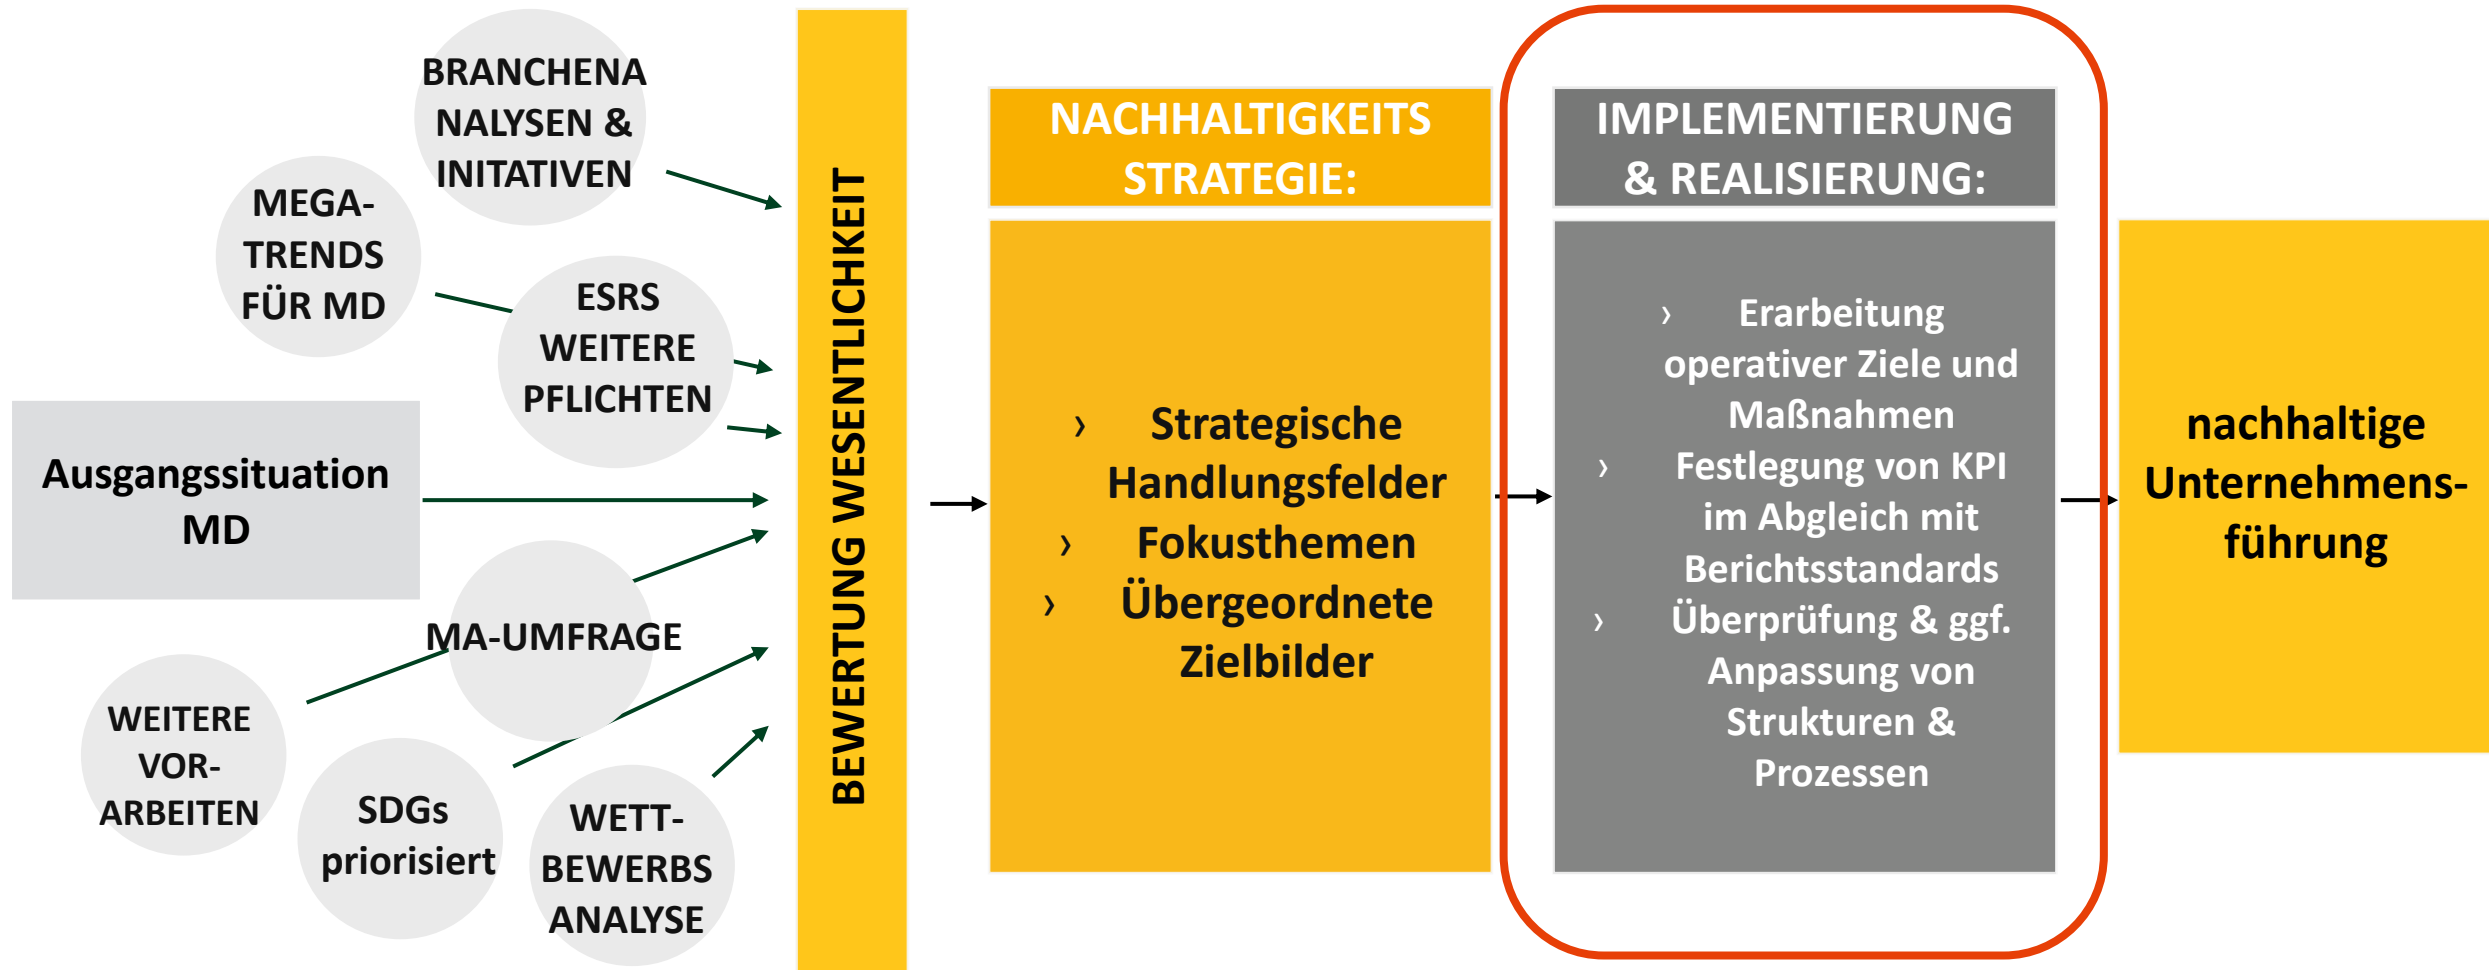 BRANCHENA
NALYSEN &
INITATIVEN
MEGA-
TRENDS
FÜR MD
ESRS
WEITERE
PFLICHTEN
Ausgangssituation
MD
MA-UMFRAGE
WEITERE
VOR-
ARBEITEN
SDGs
priorisiert
WETT-
BEWERBS
ANALYSE
BEWERTUNG WESENTLICHKEIT
NACHHALTIGKEITS
STRATEGIE:
› Strategische
Handlungsfelder
› Fokusthemen
› Übergeordnete
Zielbilder
IMPLEMENTIERUNG
& REALISIERUNG:
› Erarbeitung
operativer Ziele und
Maßnahmen
› Festlegung von KPI
im Abgleich mit
Berichtsstandards
› Überprüfung & ggf.
Anpassung von
Strukturen &
Prozessen
nachhaltige
Unternehmens-
führung